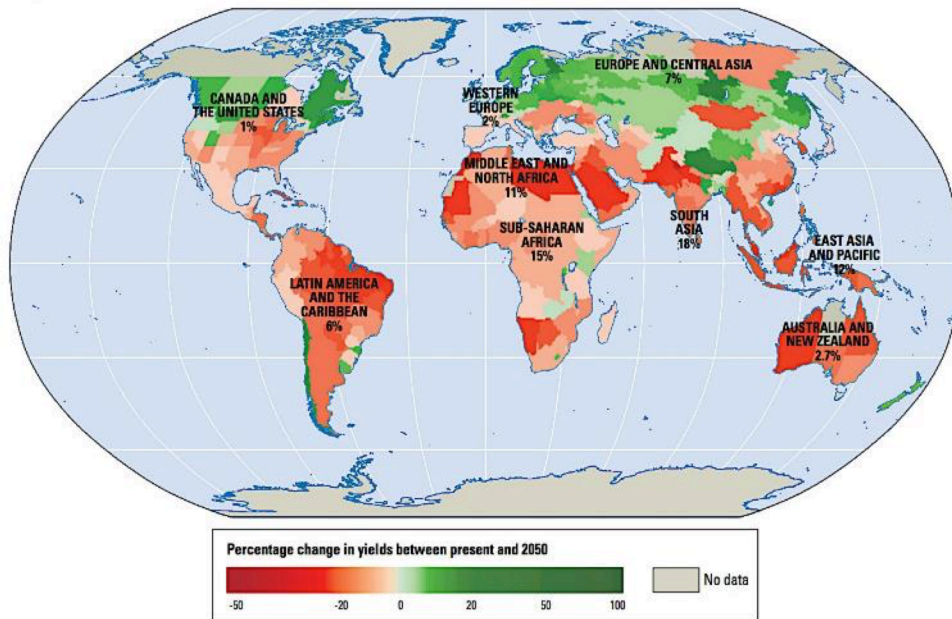 EUROPE AND CENTRAL ASIA
7%
CANADA AND
THE UNITED STATES
1%
WESTERN
EUROPE
2%
MIDDLE EAST AND
NORTH AFRICA
11%
SUB-SAHARAN
AFRICA
15%
SOUTH
ASIA
18%
EAST ASIA
AND PACIFIC
12%
LATIN AMERICA
AND THE
CARIBBEAN
6%
AUSTRALIA AND
NEW ZEALAND
2.7%
Percentage change in yields between present and 2050
No data
-50 -20 0 20 50 100